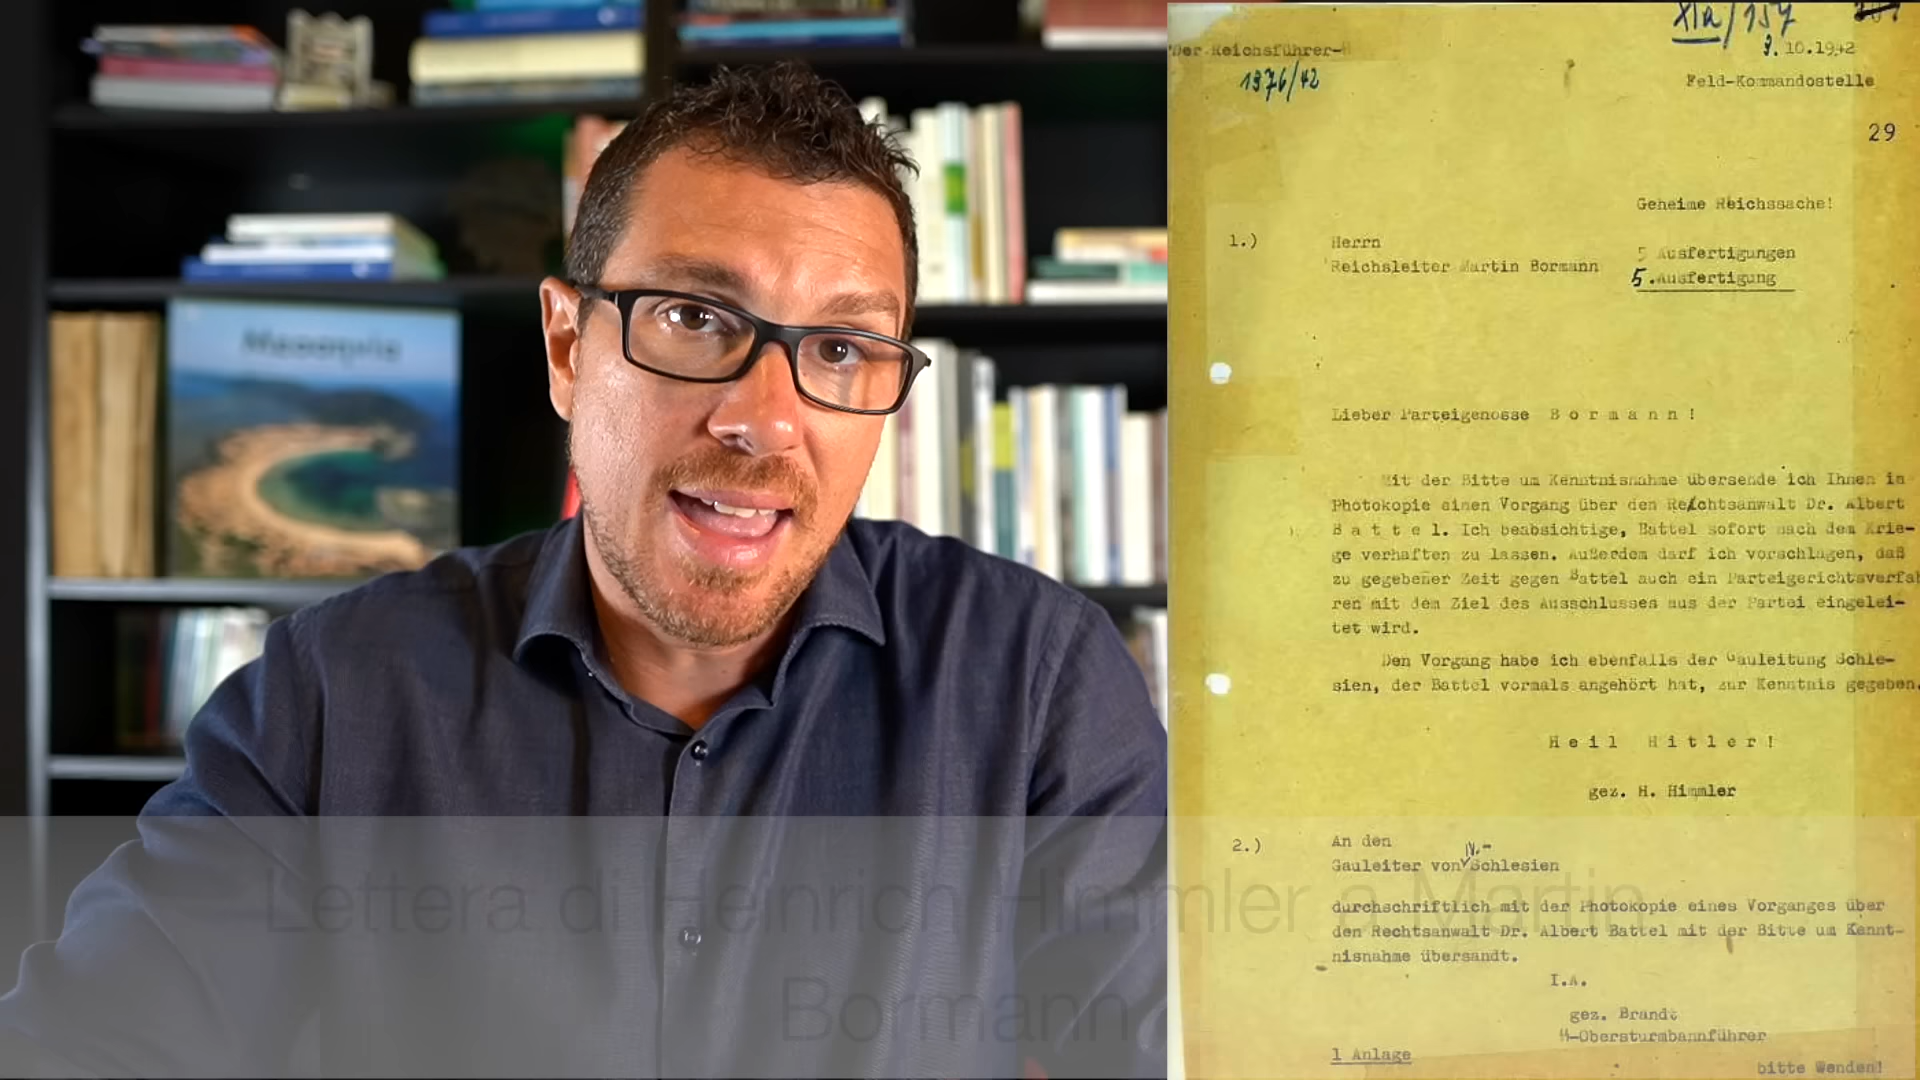 XIa/157
Der Reichsführer-
9.10.1942
1376/42
Feld-Kommandostelle
29
Geheime Reichssache!
1.)
Herrn
5 Ausfertigungen
Reichsleiter Martin Bormann
5.Ausfertigung
Lieber Parteigenosse B o r m a n n !
Mit der Bitte um Kenntnisnahme übersende ich Ihnen in
Photokopie einen Vorgang über den Rechtsanwalt Dr. Albert
B a t t e l. Ich beabsichtige, Battel sofort nach dem Krie-
ge verhaften zu lassen. Außerdem darf ich vorschlagen, daß
zu gegebener Zeit gegen Battel auch ein Parteigerichtsverfah
ren mit dem Ziel des Ausschlusses aus der Partei eingelei-
tet wird.
Den Vorgang habe ich ebenfalls der Gauleitung Schle-
sien, der Battel vormals angehört hat, zur Kenntnis gegeben.
H e i l H i t l e r !
gez. H. Himmler
2.)
An den
N.-
Gauleiter von Schlesien
durchschriftlich mit der Photokopie eines Vorganges über
den Rechtsanwalt Dr. Albert Battel mit der Bitte um Kennt-
nisnahme übersandt.
I.A.
gez. Brandt
SS-Obersturmbannführer
1 Anlage
bitte Wenden!
Lettera di Heinrich Himmler a Martin
Bormann